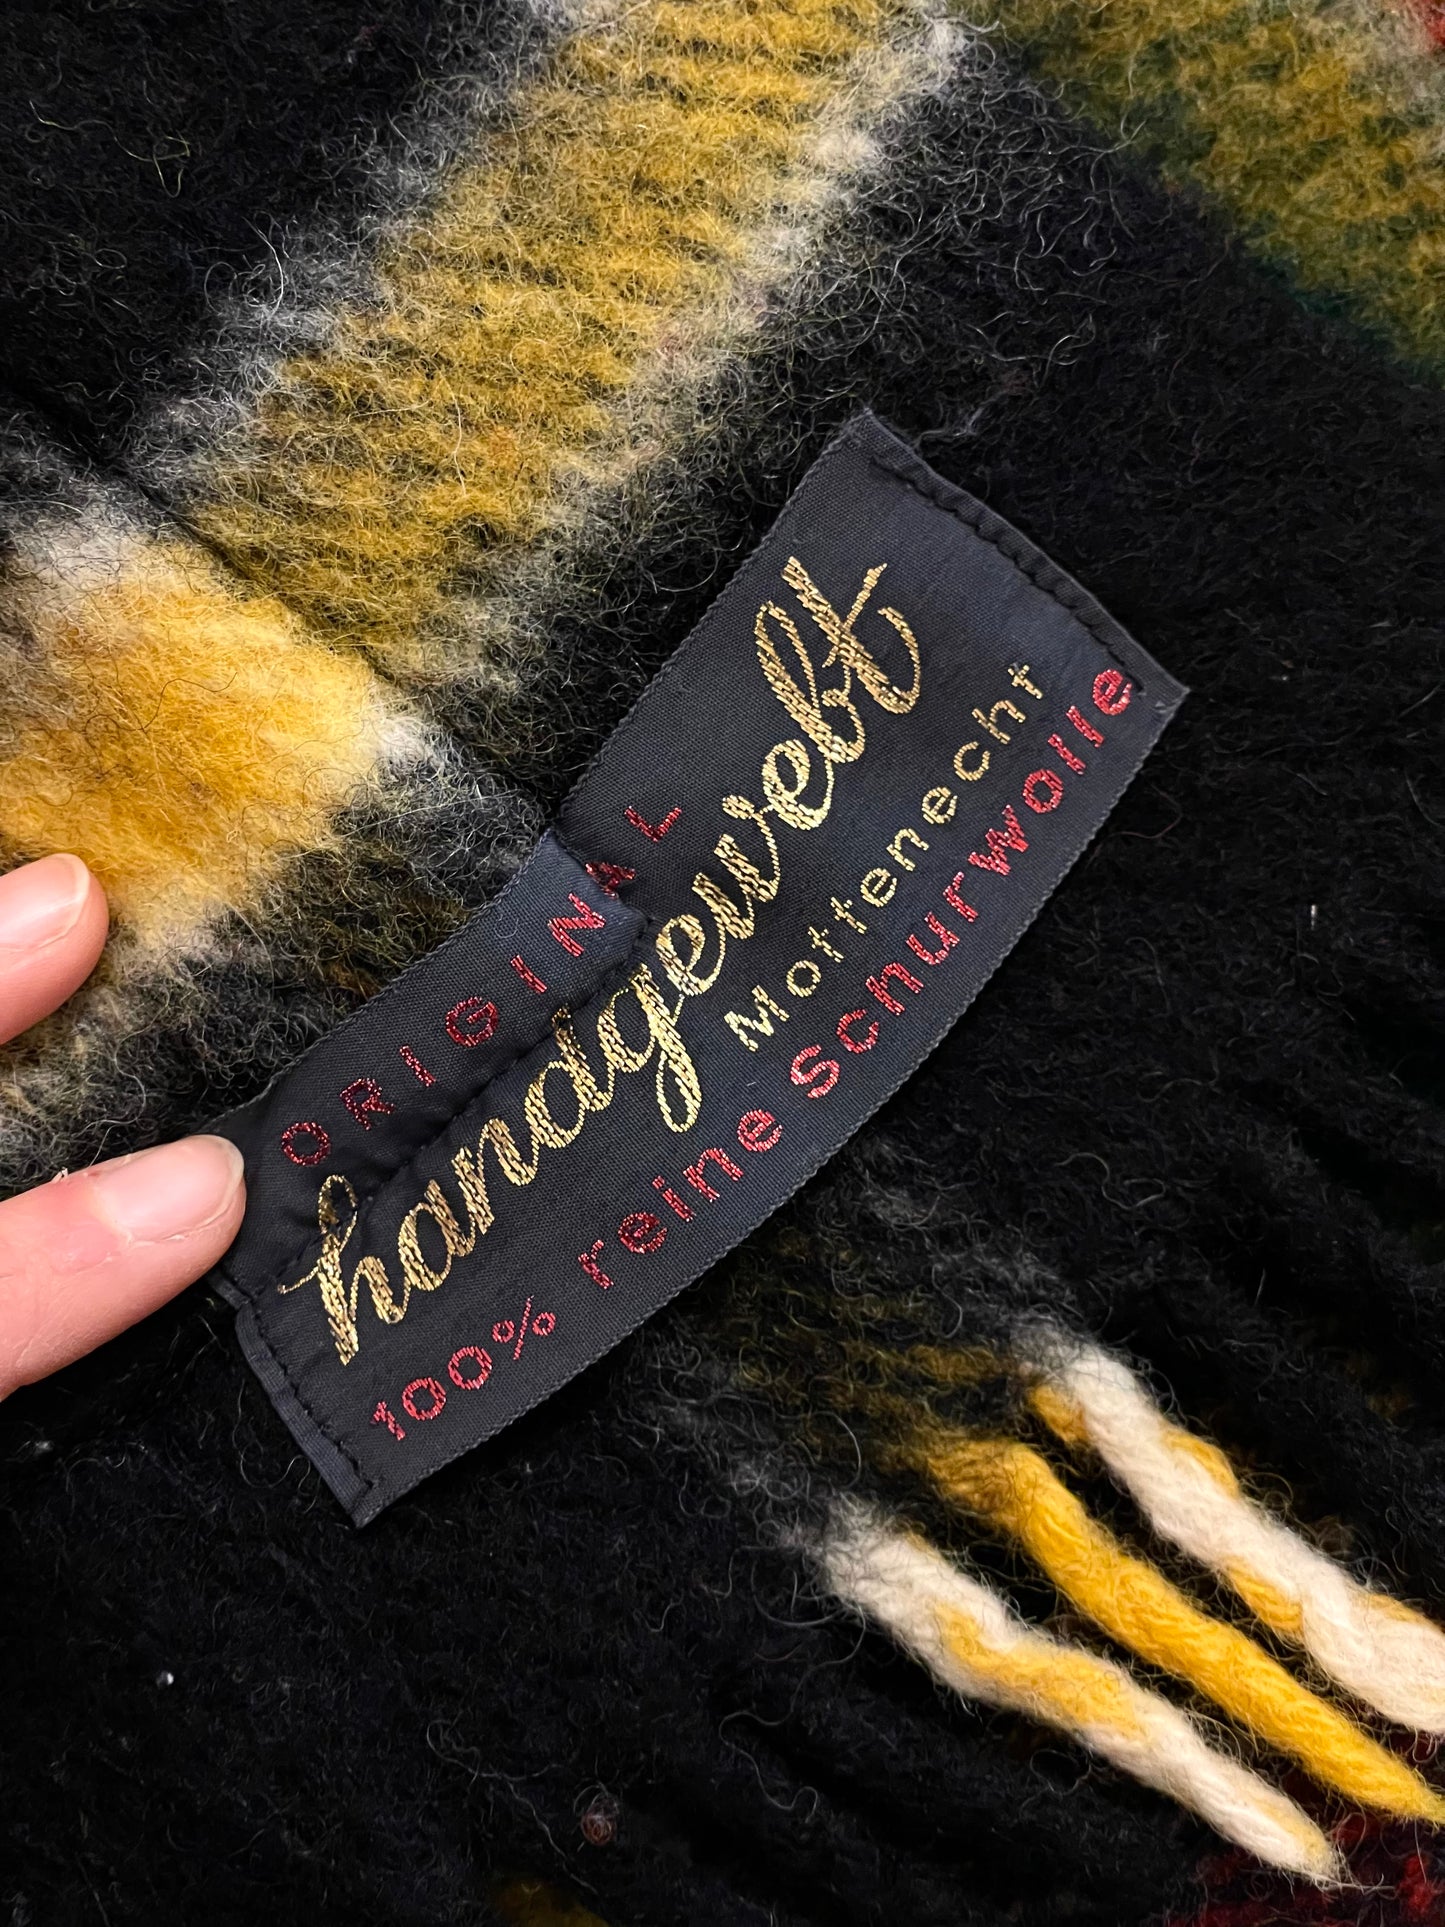 ORIGINAL
handgewebt
Mottenecht
100% reine Schurwolle